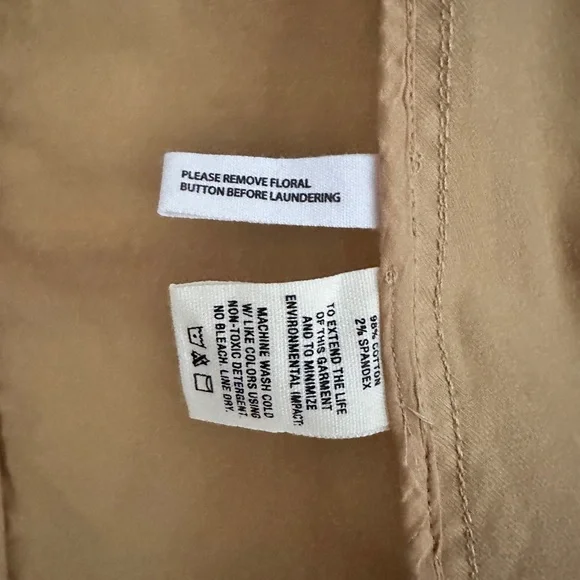 PLEASE REMOVE FLORAL
BUTTON BEFORE LAUNDERING
98% COTTON
2% SPANDEX
TO EXTEND THE LIFE
OF THIS GARMENT
AND TO MINIMIZE
ENVIRONMENTAL IMPACT:
MACHINE WASH COLD
W/ LIKE COLORS USING
NON-TOXIC DETERGENT.
NO BLEACH. LINE DRY.